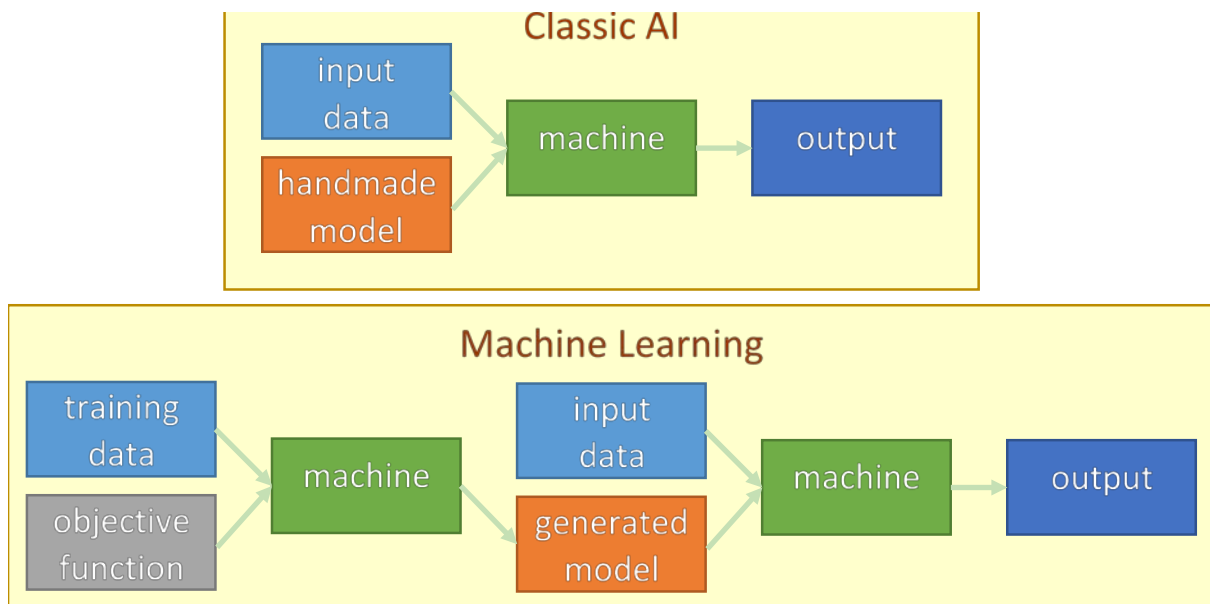 Classic AI
input
data
handmade
model
machine
output
Machine Learning
training
data
objective
function
machine
input
data
generated
model
machine
output